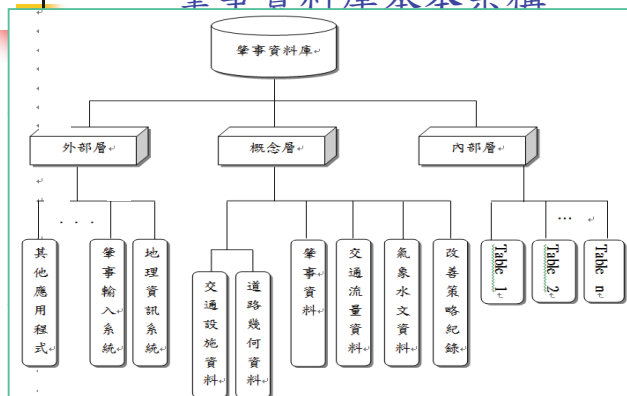 肇事資料庫基本架構
肇事資料庫
外部層
概念層
內部層
. . .
...
其他應用程式
肇事輸入系統
地理資訊系統
交通設施資料
道路幾何資料
肇事資料
交通流量資料
氣象水文資料
改善策略紀錄
Table 1
Table 2
Table n